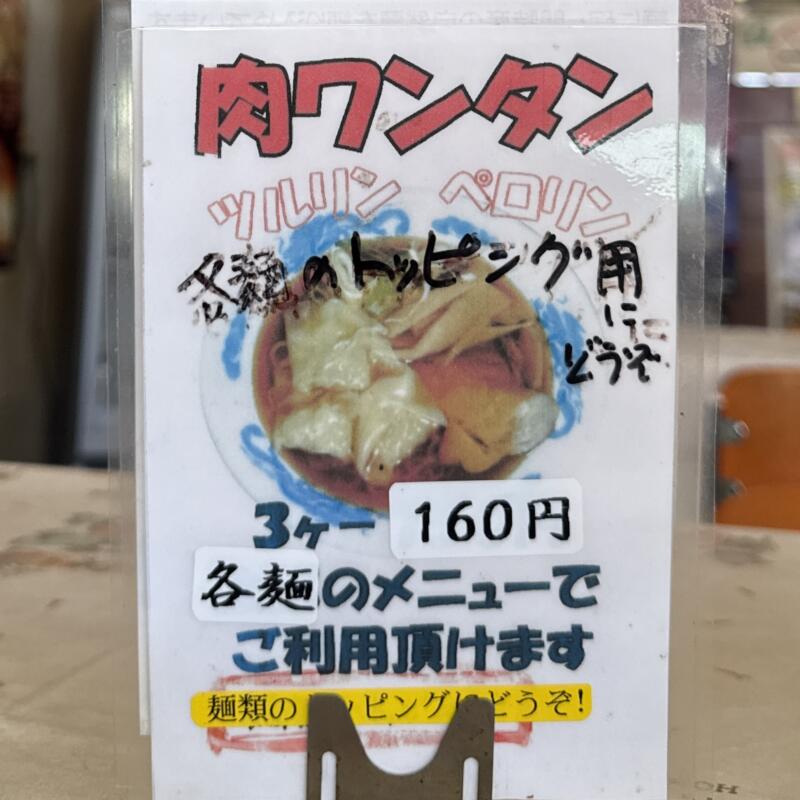 肉ワンタン
ツルリン ペロリン
各麺のトッピング用
に
どうぞ
3ケー 160円
各麺のメニューで
ご利用頂けます
麺類のトッピングにどうぞ!